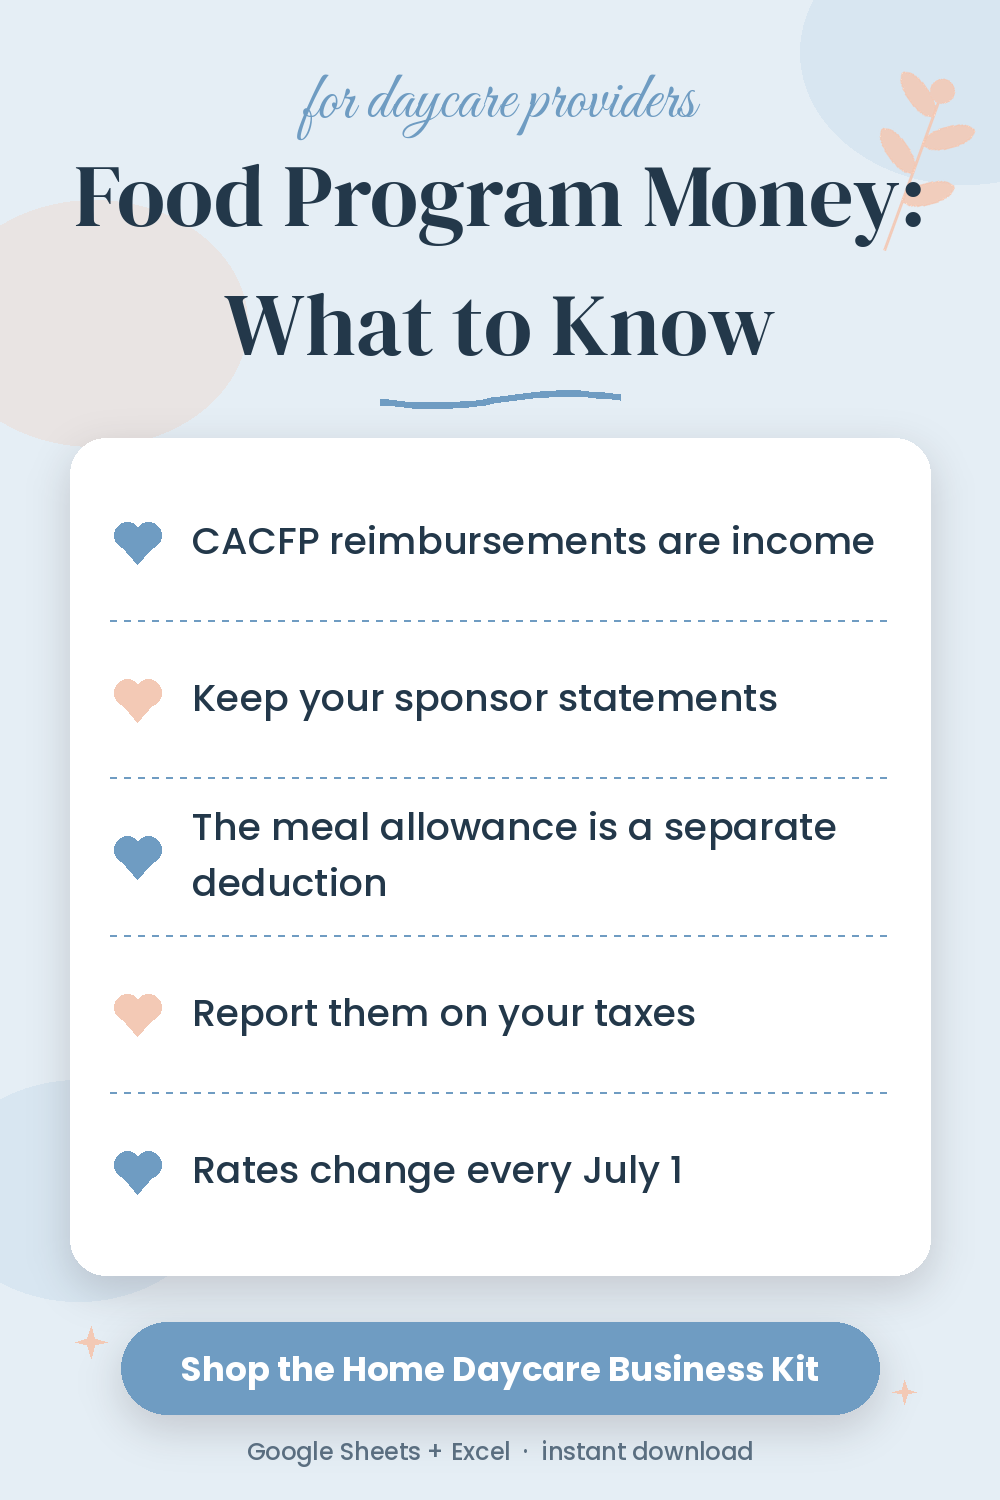 for daycare providers
Food Program Money:
What to Know
CACFP reimbursements are income
Keep your sponsor statements
The meal allowance is a separate
deduction
Report them on your taxes
Rates change every July 1
Shop the Home Daycare Business Kit
Google Sheets + Excel · instant download